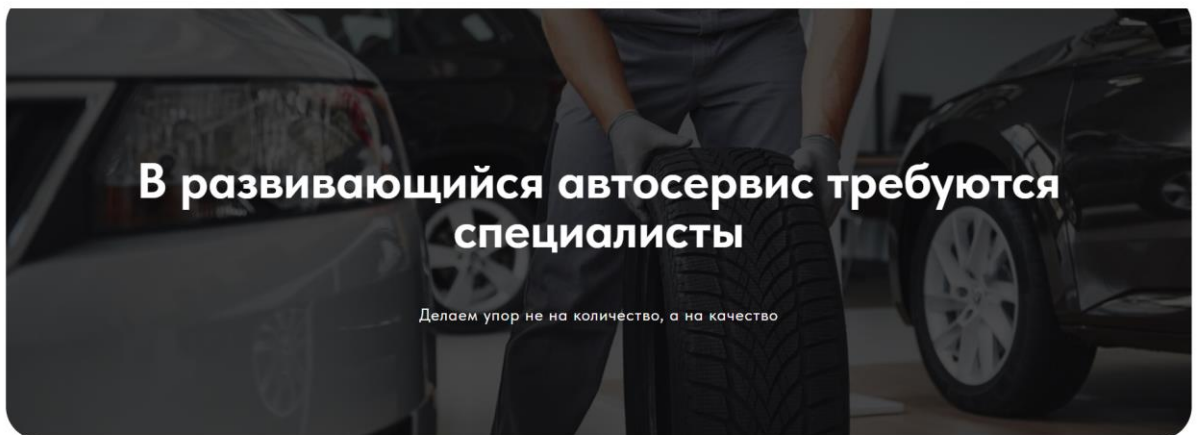 В развивающийся автосервис требуются
специалисты
Делаем упор не на количество, а на качество